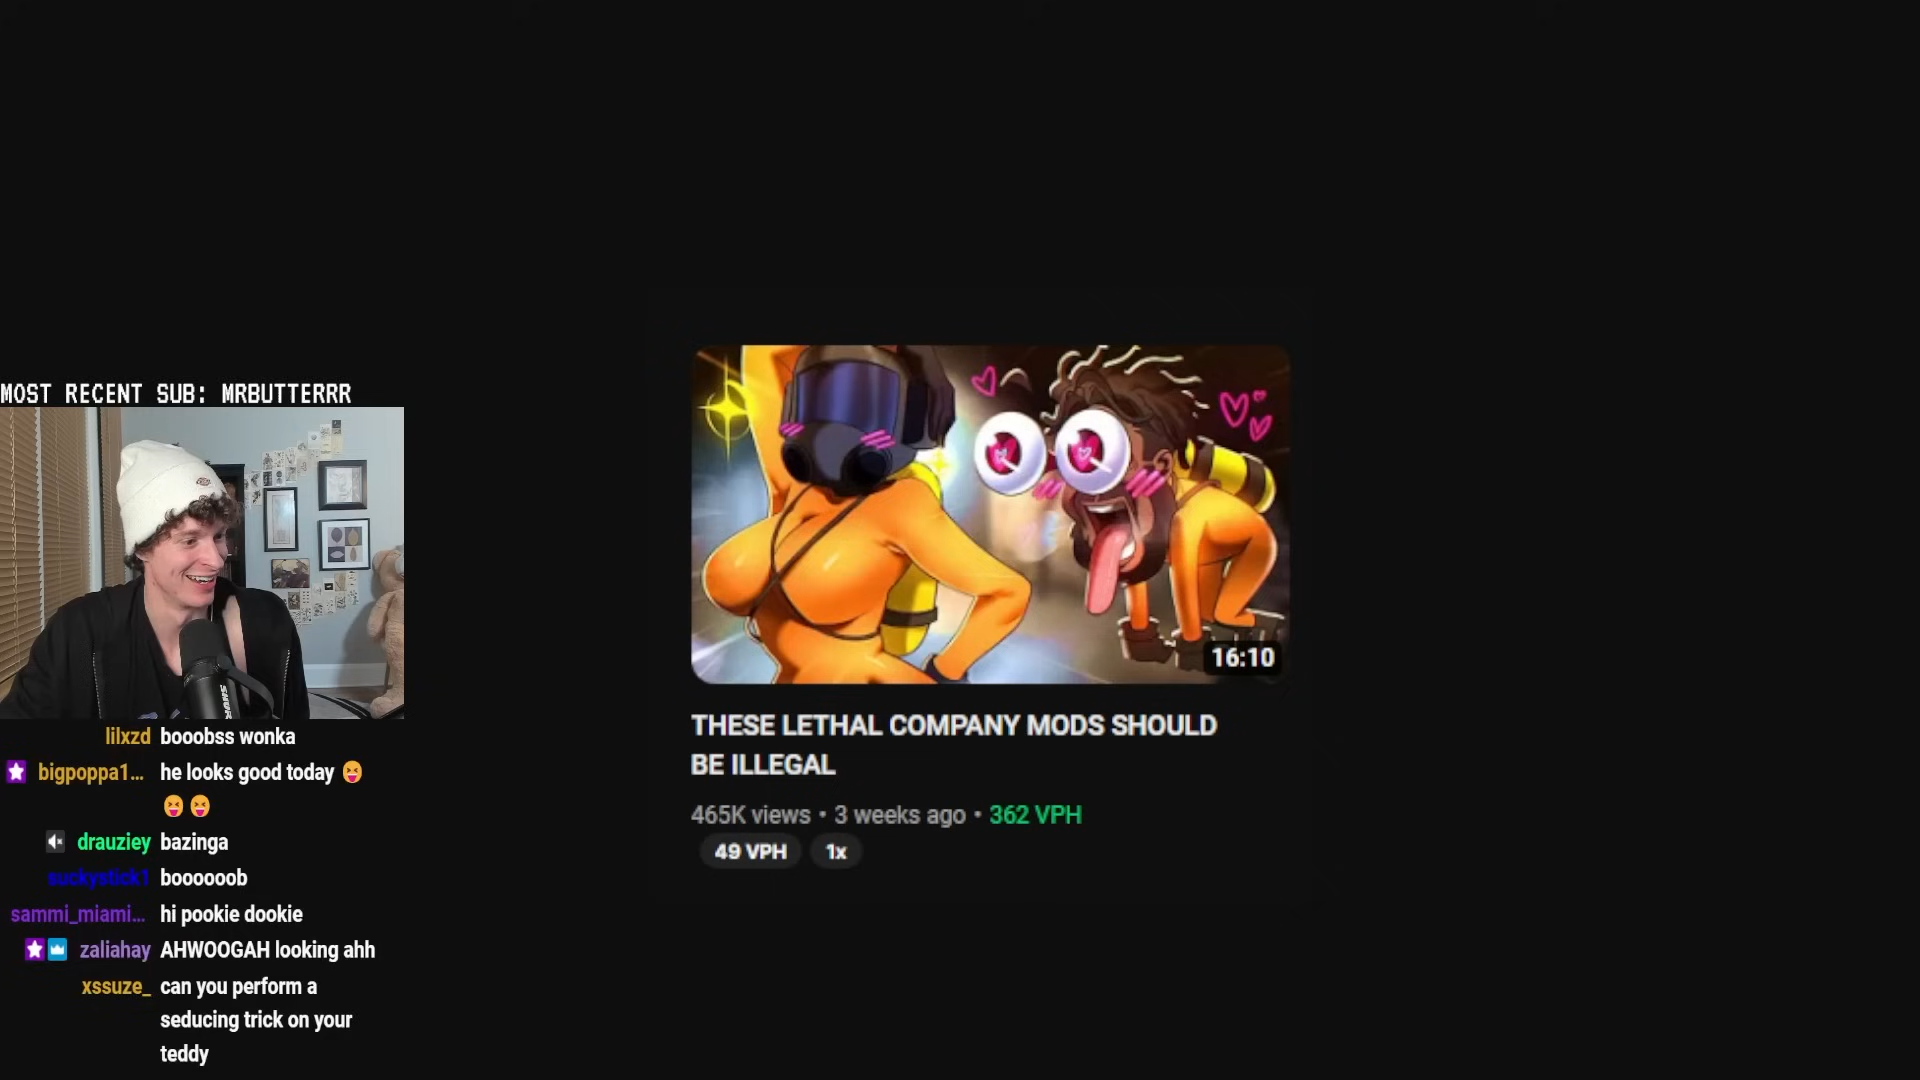 MOST RECENT SUB: MRBUTTERRR
SHURE
lilxzd booobss wonka
bigpoppa1... he looks good today 😝
😝 😝
drauziey bazinga
suckystick1 boooooob
sammi_miami... hi pookie dookie
zaliahay AHWOOGAH looking ahh
xssuze_ can you perform a
seducing trick on your
teddy
16:10
THESE LETHAL COMPANY MODS SHOULD
BE ILLEGAL
465K views • 3 weeks ago • 362 VPH
49 VPH 1x